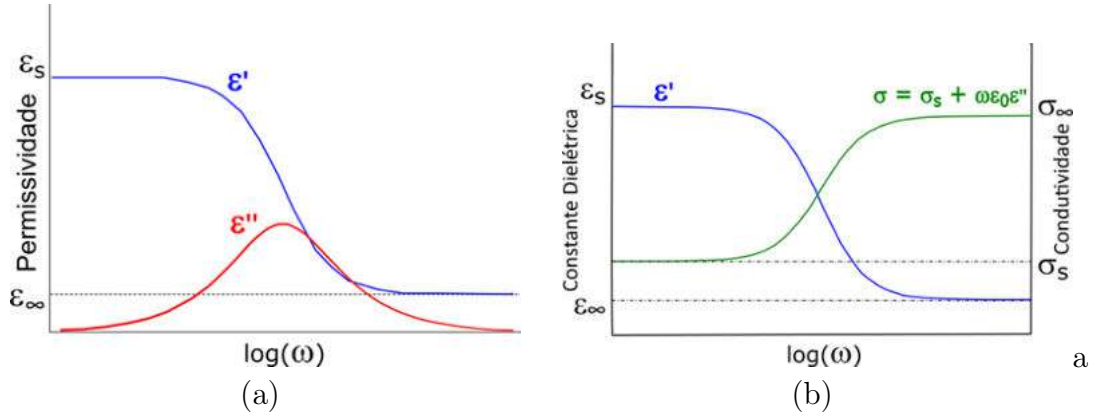 εs
ε'
Permissividade
ε''
ε∞
log(ω)
(a)
εs
ε'
σ = σs + ωε0ε''
σ∞
Constante Dielétrica
Condutividade
σs
ε∞
log(ω)
a
(b)